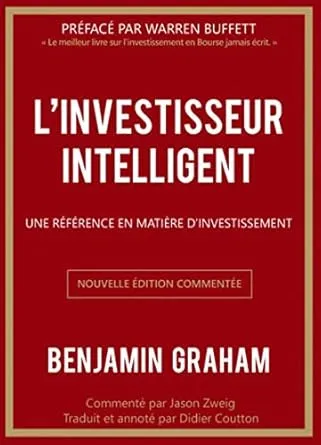 PRÉFACÉ PAR WARREN BUFFETT
« Le meilleur livre sur l'investissement en Bourse jamais écrit. »
L'INVESTISSEUR
INTELLIGENT
UNE RÉFÉRENCE EN MATIÈRE D'INVESTISSEMENT
NOUVELLE ÉDITION COMMENTÉE
BENJAMIN GRAHAM
Commenté par Jason Zweig
Traduit et annoté par Didier Coutton